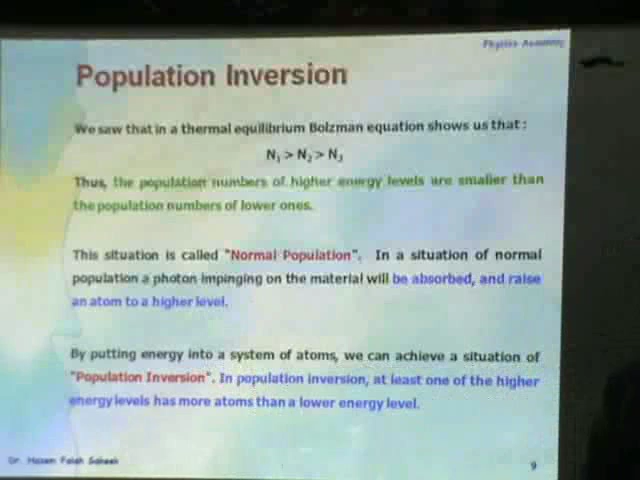 Physics Academy
Population Inversion
We saw that in a thermal equilibrium Bolzman equation shows us that :
N₁ > N₂ > N₃
Thus, the population numbers of higher energy levels are smaller than
the population numbers of lower ones.
This situation is called "Normal Population". In a situation of normal
population a photon impinging on the material will be absorbed, and raise
an atom to a higher level.
By putting energy into a system of atoms, we can achieve a situation of
"Population Inversion". In population inversion, at least one of the higher
energy levels has more atoms than a lower energy level.
Dr. Hazem Falah Sakeek
9